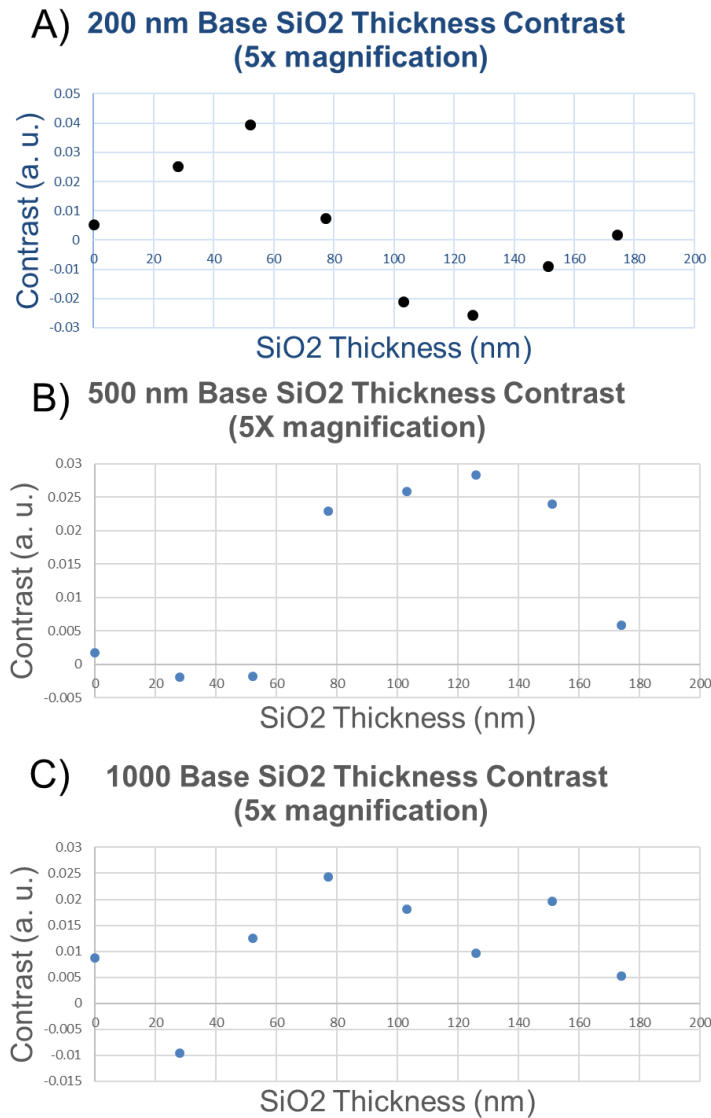 A) 200 nm Base SiO2 Thickness Contrast
(5x magnification)
Contrast (a. u.)
0.05
0.04
0.03
0.02
0.01
0
-0.01
-0.02
-0.03
0 20 40 60 80 100 120 140 160 180 200
SiO2 Thickness (nm)
B) 500 nm Base SiO2 Thickness Contrast
(5X magnification)
Contrast (a. u.)
0.03
0.025
0.02
0.015
0.01
0.005
0
-0.005
0 20 40 60 80 100 120 140 160 180 200
SiO2 Thickness (nm)
C) 1000 Base SiO2 Thickness Contrast
(5x magnification)
Contrast (a. u.)
0.03
0.025
0.02
0.015
0.01
0.005
0
-0.005
-0.01
-0.015
0 20 40 60 80 100 120 140 160 180 200
SiO2 Thickness (nm)